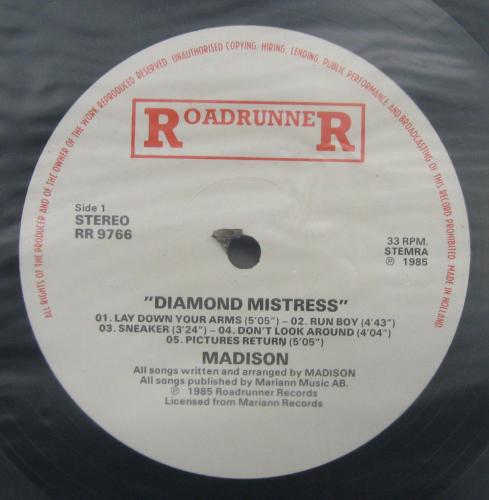 ALL RIGHTS OF THE PRODUCER AND OF THE OWNER OF THE WORK REPRODUCED RESERVED. UNAUTHORISED COPYING, HIRING, LENDING, PUBLIC PERFORMANCE AND BROADCASTING OF THIS RECORD PROHIBITED. MADE IN HOLLAND
ROADRUNNER
Side 1
STEREO
RR 9766
33 RPM.
STEMRA
℗ 1985
"DIAMOND MISTRESS"
01. LAY DOWN YOUR ARMS (5'05") – 02. RUN BOY (4'43")
03. SNEAKER (3'24") – 04. DON'T LOOK AROUND (4'04")
05. PICTURES RETURN (5'05")
MADISON
All songs written and arranged by MADISON
All songs published by Mariann Music AB.
℗ 1985 Roadrunner Records
Licensed from Mariann Records